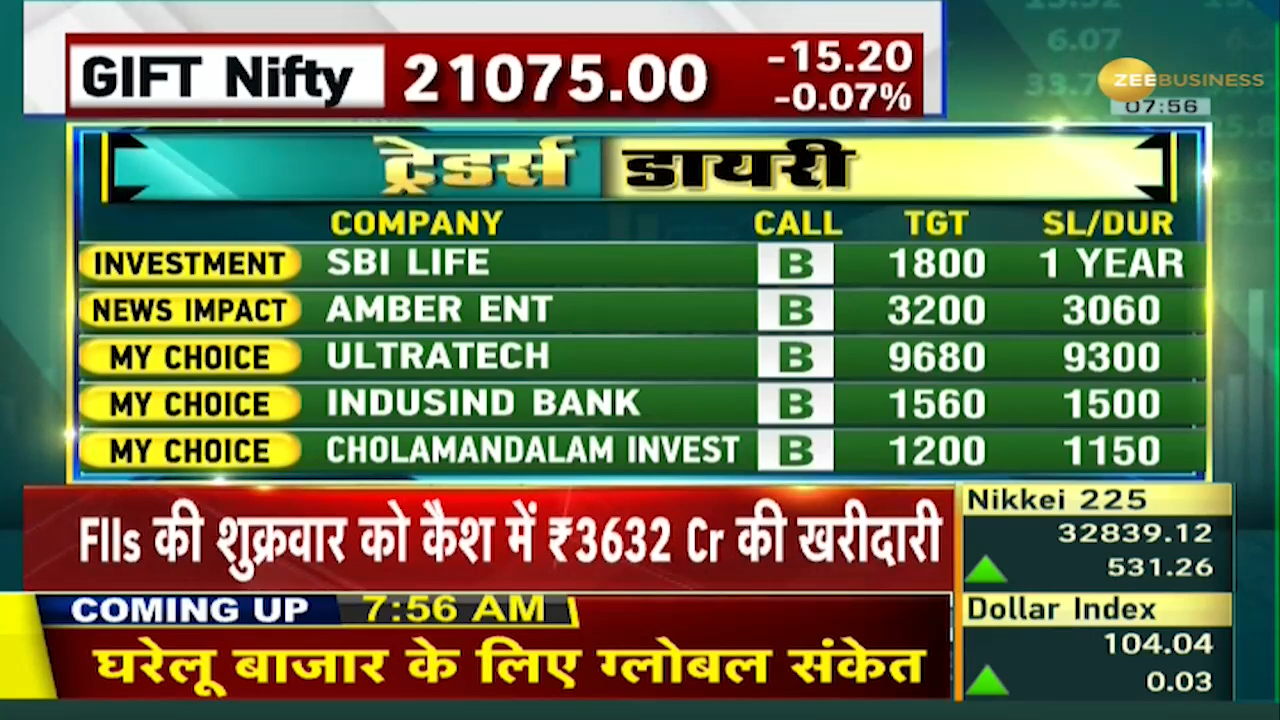 GIFT Nifty 21075.00 -15.20 -0.07%
ZEEBUSINESS
07:56
ट्रेडर्स डायरी
COMPANY CALL TGT SL/DUR
INVESTMENT SBI LIFE B 1800 1 YEAR
NEWS IMPACT AMBER ENT B 3200 3060
MY CHOICE ULTRATECH B 9680 9300
MY CHOICE INDUSIND BANK B 1560 1500
MY CHOICE CHOLAMANDALAM INVEST B 1200 1150
FIIs की शुक्रवार को कैश में ₹3632 Cr की खरीदारी
Nikkei 225
32839.12
531.26
COMING UP 7:56 AM
घरेलू बाजार के लिए ग्लोबल संकेत
Dollar Index
104.04
0.03